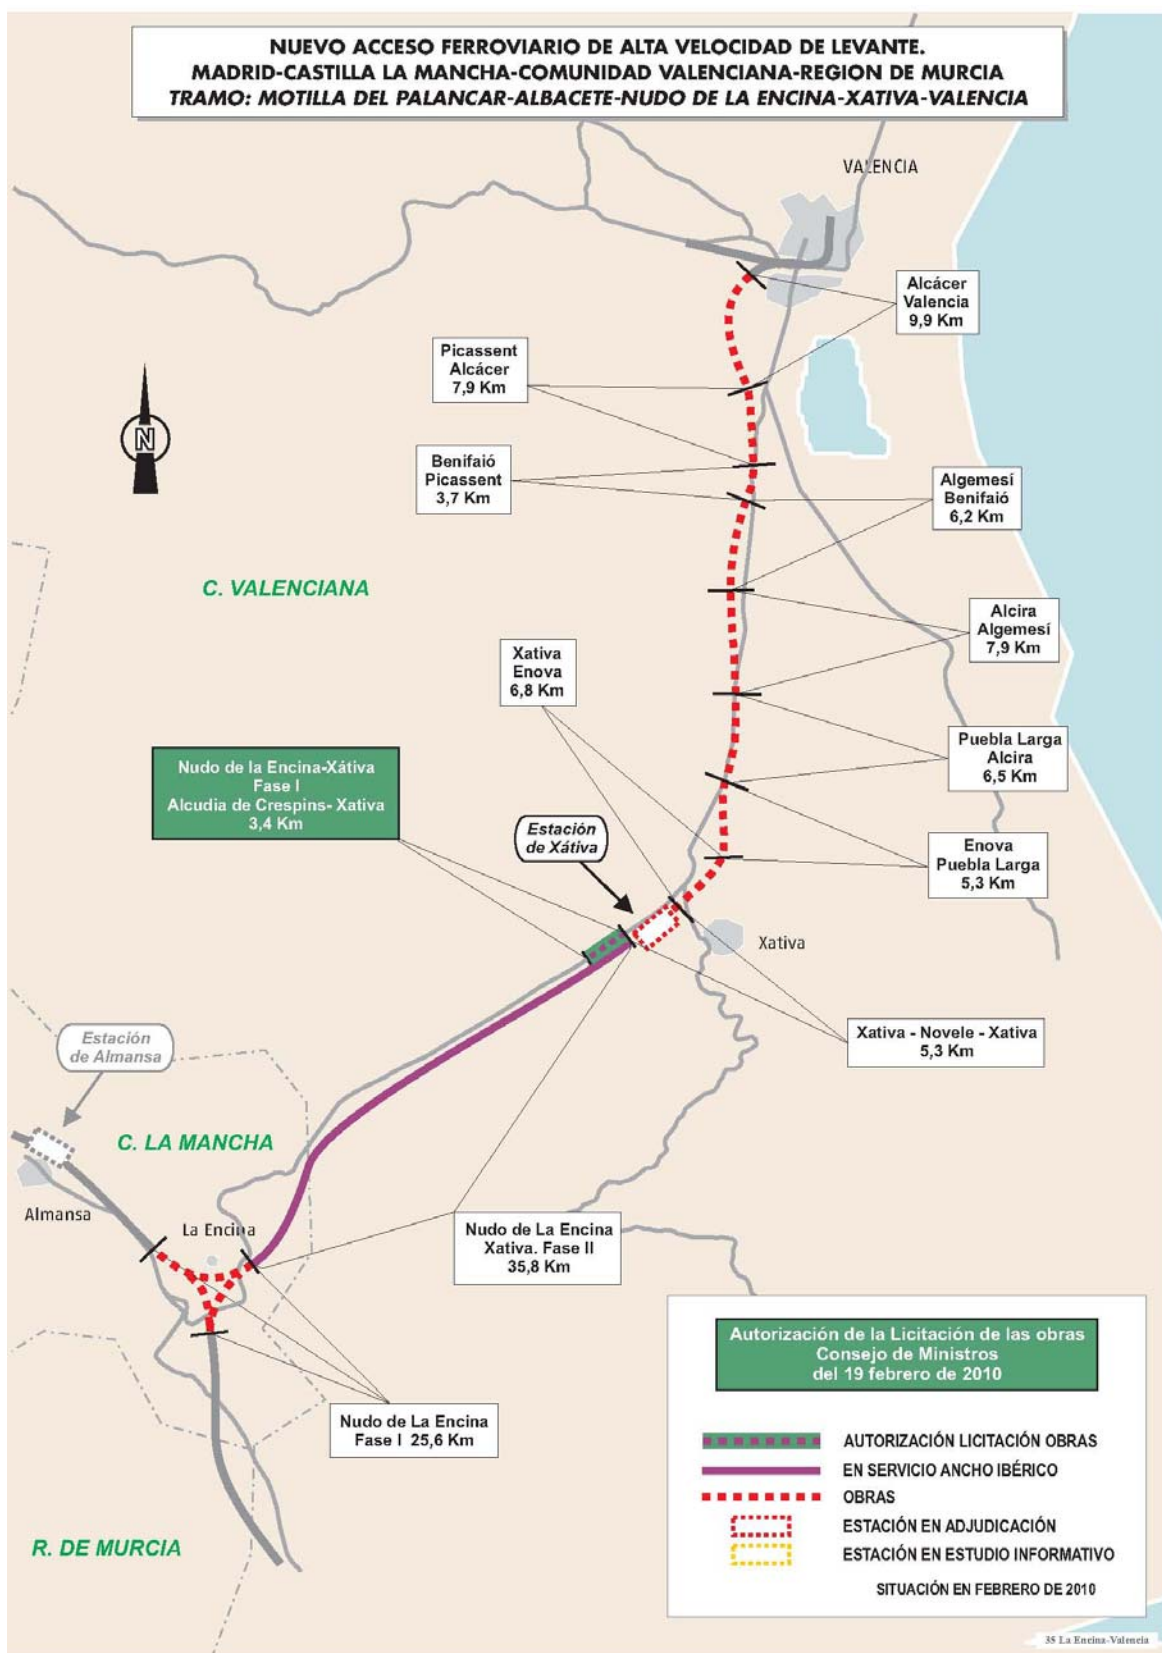 NUEVO ACCESO FERROVIARIO DE ALTA VELOCIDAD DE LEVANTE.
MADRID-CASTILLA LA MANCHA-COMUNIDAD VALENCIANA-REGION DE MURCIA
TRAMO: MOTILLA DEL PALANCAR-ALBACETE-NUDO DE LA ENCINA-XATIVA-VALENCIA
VALENCIA
Alcácer
Valencia
9,9 Km
Picassent
Alcácer
7,9 Km
N
Benifaió
Picassent
3,7 Km
Algemesí
Benifaió
6,2 Km
C. VALENCIANA
Alcira
Algemesí
7,9 Km
Xativa
Enova
6,8 Km
Puebla Larga
Alcira
6,5 Km
Nudo de la Encina-Xátiva
Fase I
Alcudia de Crespins- Xativa
3,4 Km
Estación
de Xátiva
Enova
Puebla Larga
5,3 Km
Xativa
Xativa - Novele - Xativa
5,3 Km
Estación
de Almansa
C. LA MANCHA
Almansa
La Encina
Nudo de La Encina
Xativa. Fase II
35,8 Km
Nudo de La Encina
Fase I 25,6 Km
R. DE MURCIA
Autorización de la Licitación de las obras
Consejo de Ministros
del 19 febrero de 2010
AUTORIZACIÓN LICITACIÓN OBRAS
EN SERVICIO ANCHO IBÉRICO
OBRAS
ESTACIÓN EN ADJUDICACIÓN
ESTACIÓN EN ESTUDIO INFORMATIVO
SITUACIÓN EN FEBRERO DE 2010
35 La Encina-Valencia